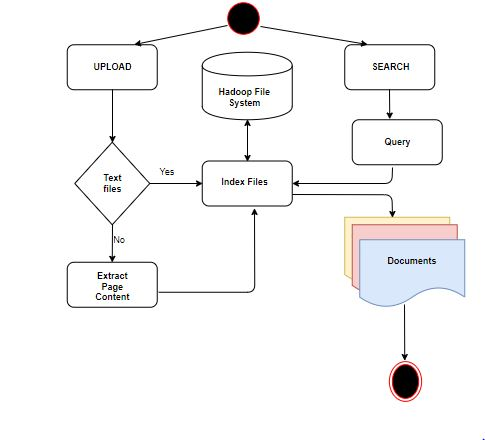 UPLOAD
Hadoop File
System
SEARCH
Query
Text
files
Yes
Index Files
No
Extract
Page
Content
Documents
.